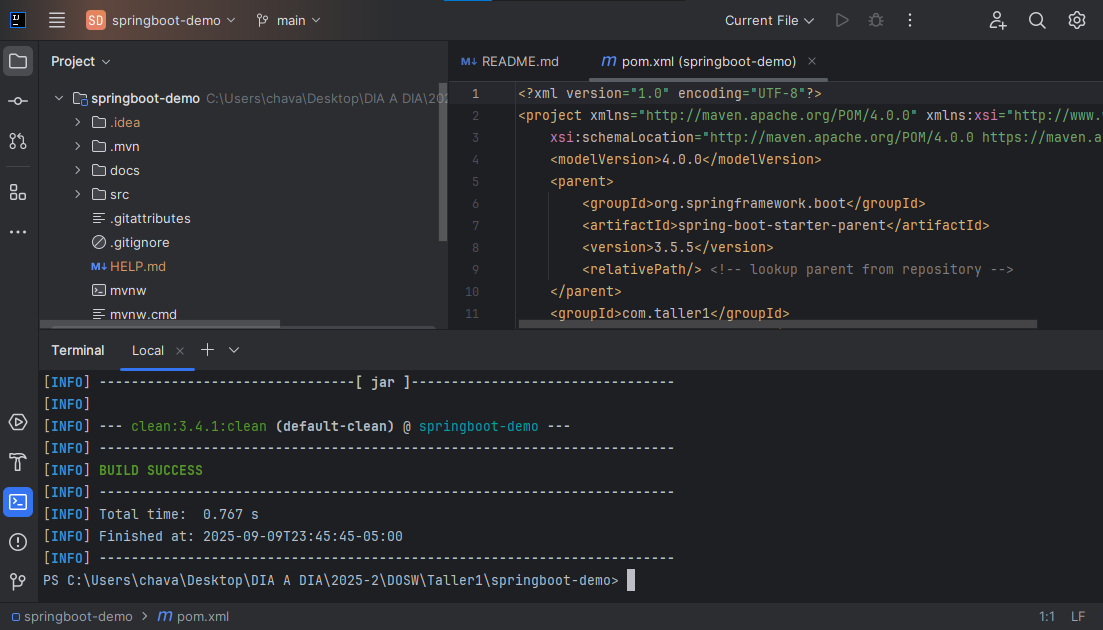 SD springboot-demo main Current File
Project
README.md
pom.xml (springboot-demo)
springboot-demo C:\Users\chava\Desktop\DIA A DIA\202
.idea
.mvn
docs
src
.gitattributes
.gitignore
M↓ HELP.md
mvnw
mvnw.cmd
1 <?xml version="1.0" encoding="UTF-8"?>
2 <project xmlns="http://maven.apache.org/POM/4.0.0" xmlns:xsi="http://www.
3 xsi:schemaLocation="http://maven.apache.org/POM/4.0.0 https://maven.a
4 <modelVersion>4.0.0</modelVersion>
5 <parent>
6 <groupId>org.springframework.boot</groupId>
7 <artifactId>spring-boot-starter-parent</artifactId>
8 <version>3.5.5</version>
9 <relativePath/> <!-- lookup parent from repository -->
10 </parent>
11 <groupId>com.taller1</groupId>
Terminal Local
[INFO] --------------------------------[ jar ]---------------------------------
[INFO]
[INFO] --- clean:3.4.1:clean (default-clean) @ springboot-demo ---
[INFO] ------------------------------------------------------------------------
[INFO] BUILD SUCCESS
[INFO] ------------------------------------------------------------------------
[INFO] Total time:  0.767 s
[INFO] Finished at: 2025-09-09T23:45:45-05:00
[INFO] ------------------------------------------------------------------------
PS C:\Users\chava\Desktop\DIA A DIA\2025-2\DOSW\Taller1\springboot-demo>
springboot-demo > m pom.xml 1:1 LF